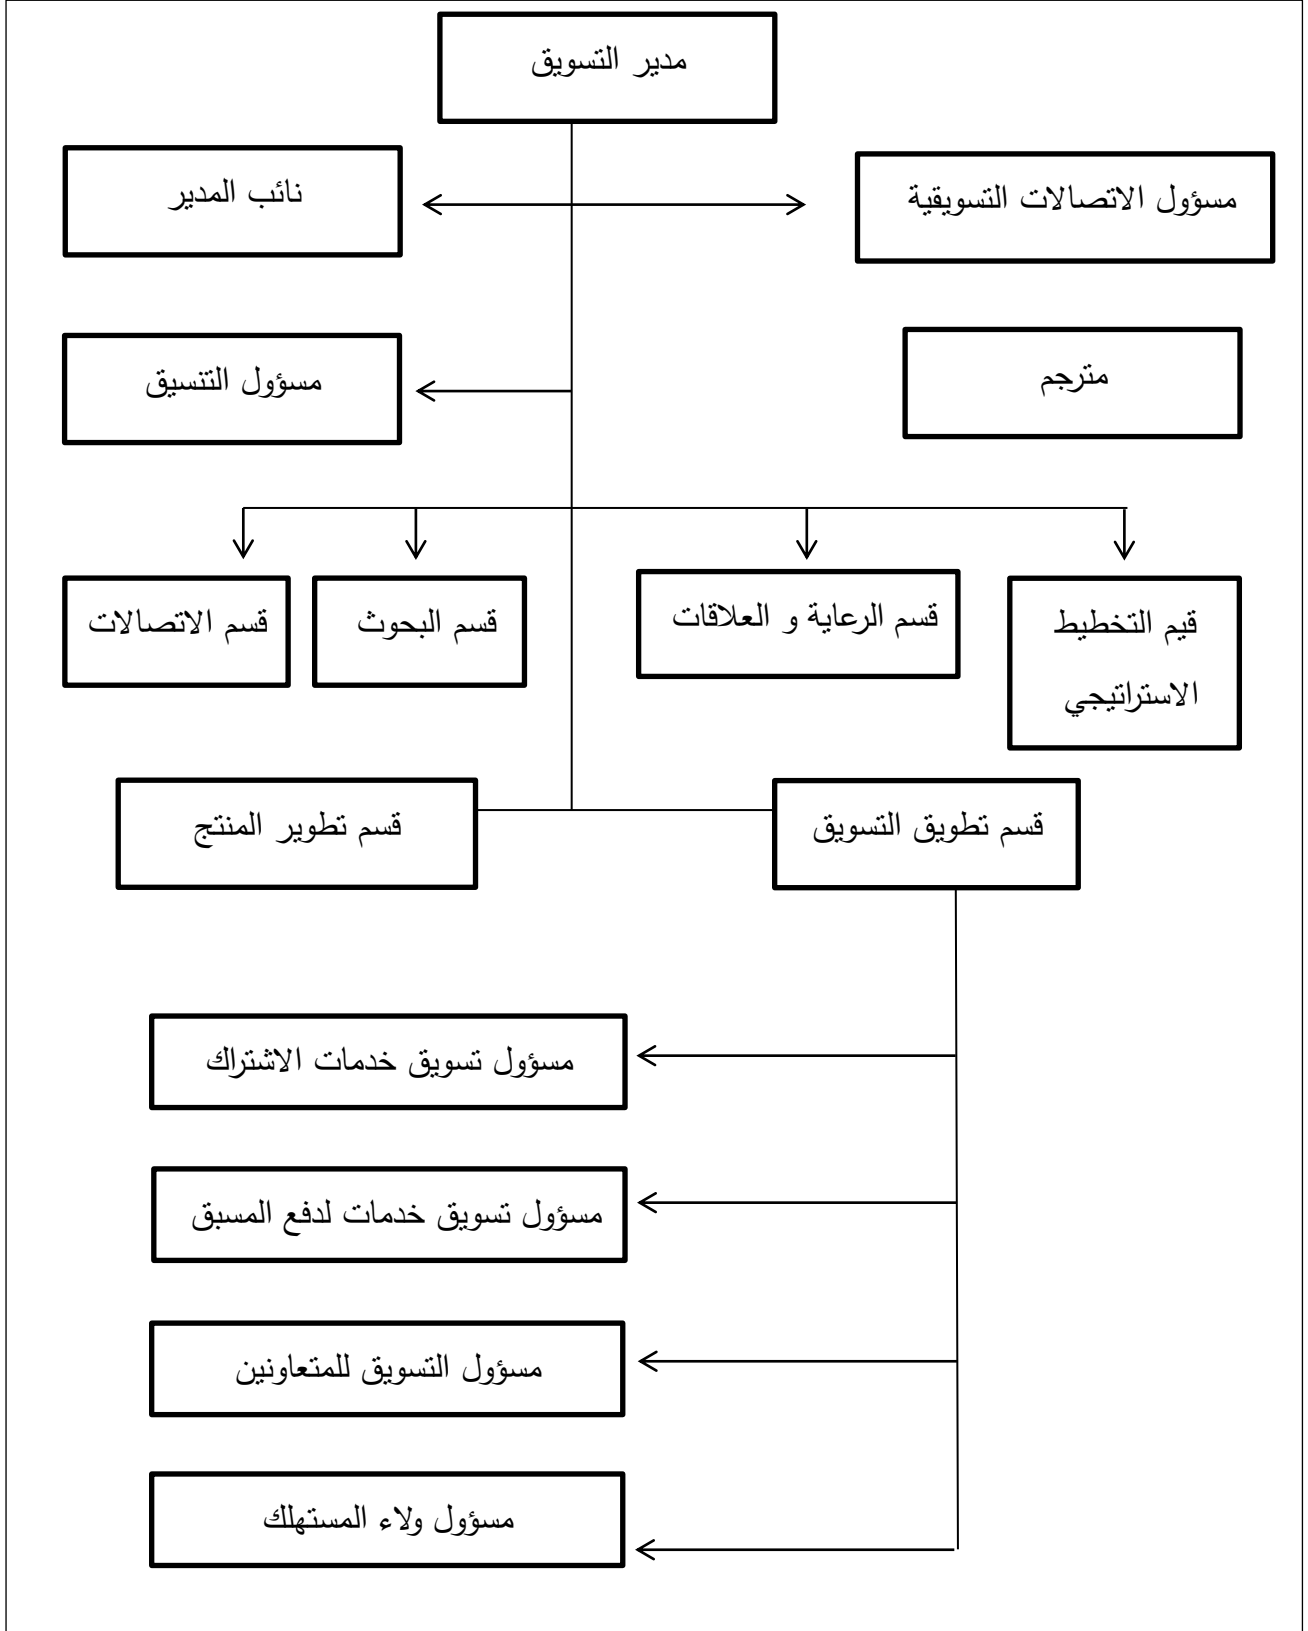 مدير التسويق
مسؤول الاتصالات التسويقية
نائب المدير
مترجم
مسؤول التنسيق
قيم التخطيط
الاستراتيجي
قسم الرعاية و العلاقات
قسم البحوث
قسم الاتصالات
قسم تطويق التسويق
قسم تطوير المنتج
مسؤول تسويق خدمات الاشتراك
مسؤول تسويق خدمات لدفع المسبق
مسؤول التسويق للمتعاونين
مسؤول ولاء المستهلك